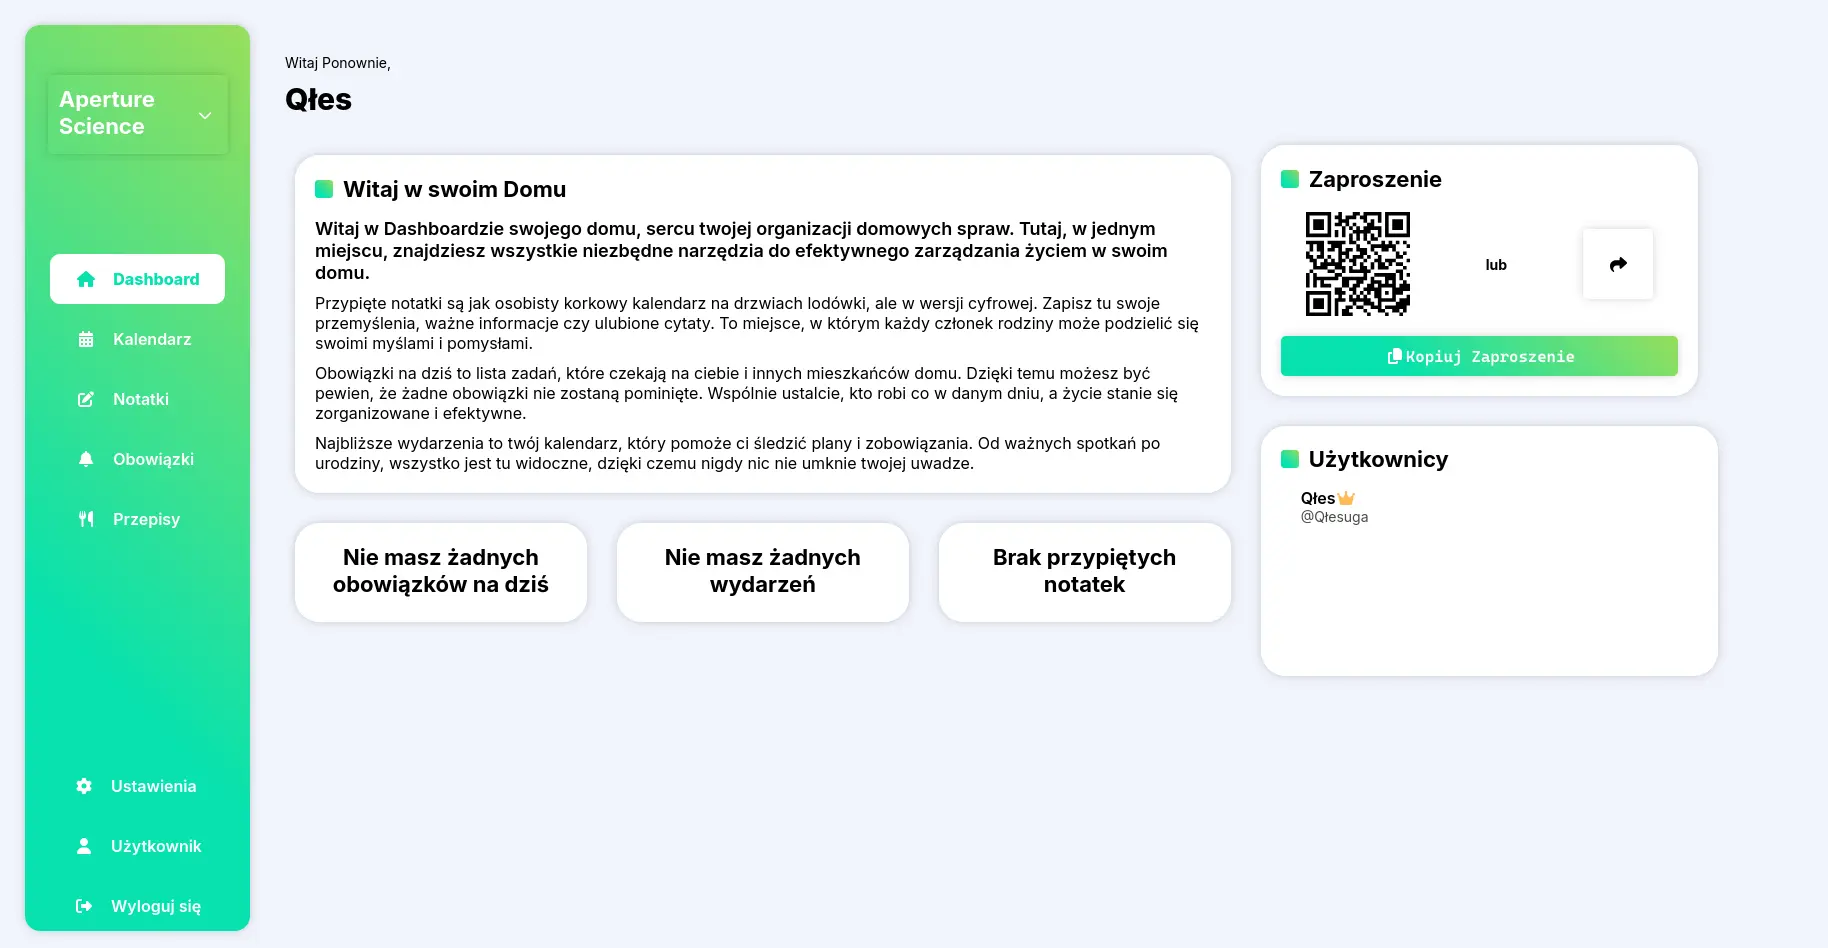 Aperture
Science
Dashboard
Kalendarz
Notatki
Obowiązki
Przepisy
Ustawienia
Użytkownik
Wyloguj się
Witaj Ponownie,
Qłes
Witaj w swoim Domu
Witaj w Dashboardzie swojego domu, sercu twojej organizacji domowych spraw. Tutaj, w jednym
miejscu, znajdziesz wszystkie niezbędne narzędzia do efektywnego zarządzania życiem w swoim
domu.
Przypięte notatki są jak osobisty korkowy kalendarz na drzwiach lodówki, ale w wersji cyfrowej. Zapisz tu swoje
przemyślenia, ważne informacje czy ulubione cytaty. To miejsce, w którym każdy członek rodziny może podzielić się
swoimi myślami i pomysłami.
Obowiązki na dziś to lista zadań, które czekają na ciebie i innych mieszkańców domu. Dzięki temu możesz być
pewien, że żadne obowiązki nie zostaną pominięte. Wspólnie ustalcie, kto robi co w danym dniu, a życie stanie się
zorganizowane i efektywne.
Najbliższe wydarzenia to twój kalendarz, który pomoże ci śledzić plany i zobowiązania. Od ważnych spotkań po
urodziny, wszystko jest tu widoczne, dzięki czemu nigdy nic nie umknie twojej uwadze.
Nie masz żadnych
obowiązków na dziś
Nie masz żadnych
wydarzeń
Brak przypiętych
notatek
Zaproszenie
lub
Kopiuj Zaproszenie
Użytkownicy
Qłes
@Qłesuga